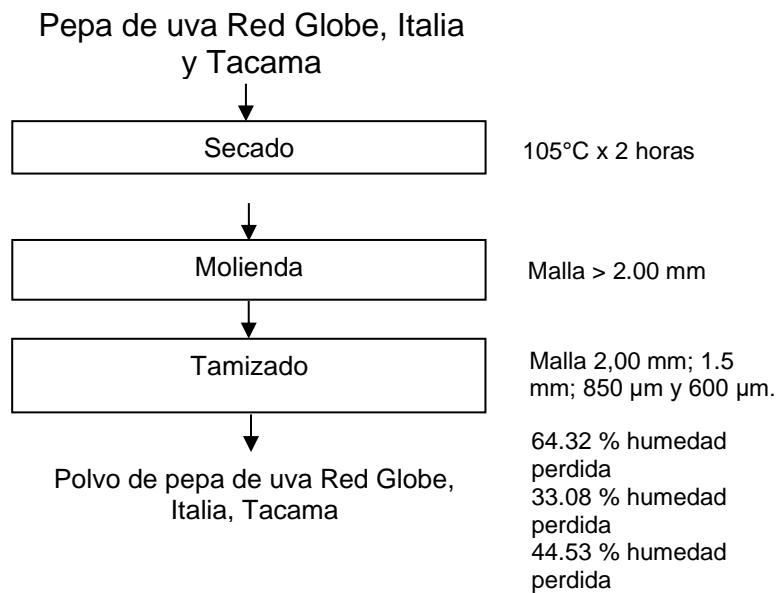 Pepa de uva Red Globe, Italia
y Tacama
Secado
105°C x 2 horas
Molienda
Malla > 2.00 mm
Tamizado
Malla 2,00 mm; 1.5
mm; 850 µm y 600 µm.
Polvo de pepa de uva Red Globe,
Italia, Tacama
64.32 % humedad
perdida
33.08 % humedad
perdida
44.53 % humedad
perdida